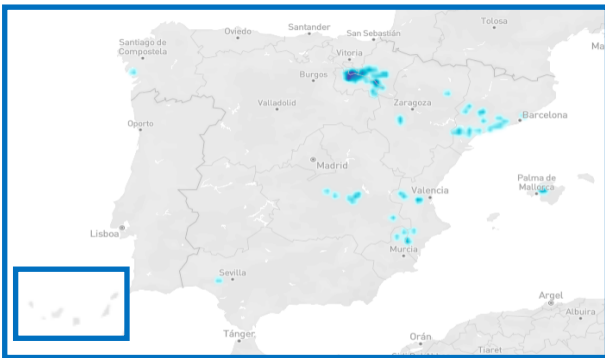 Tolosa
Santander
Oviedo
San Sebastián
Santiago de
Compostela
Vitoria
Burgos
Valladolid
Zaragoza
Barcelona
Oporto
Madrid
Palma de
Mallorca
Valencia
Lisboa
Murcia
Sevilla
Argel
Albuira
Tánger
Orán
Tiaret